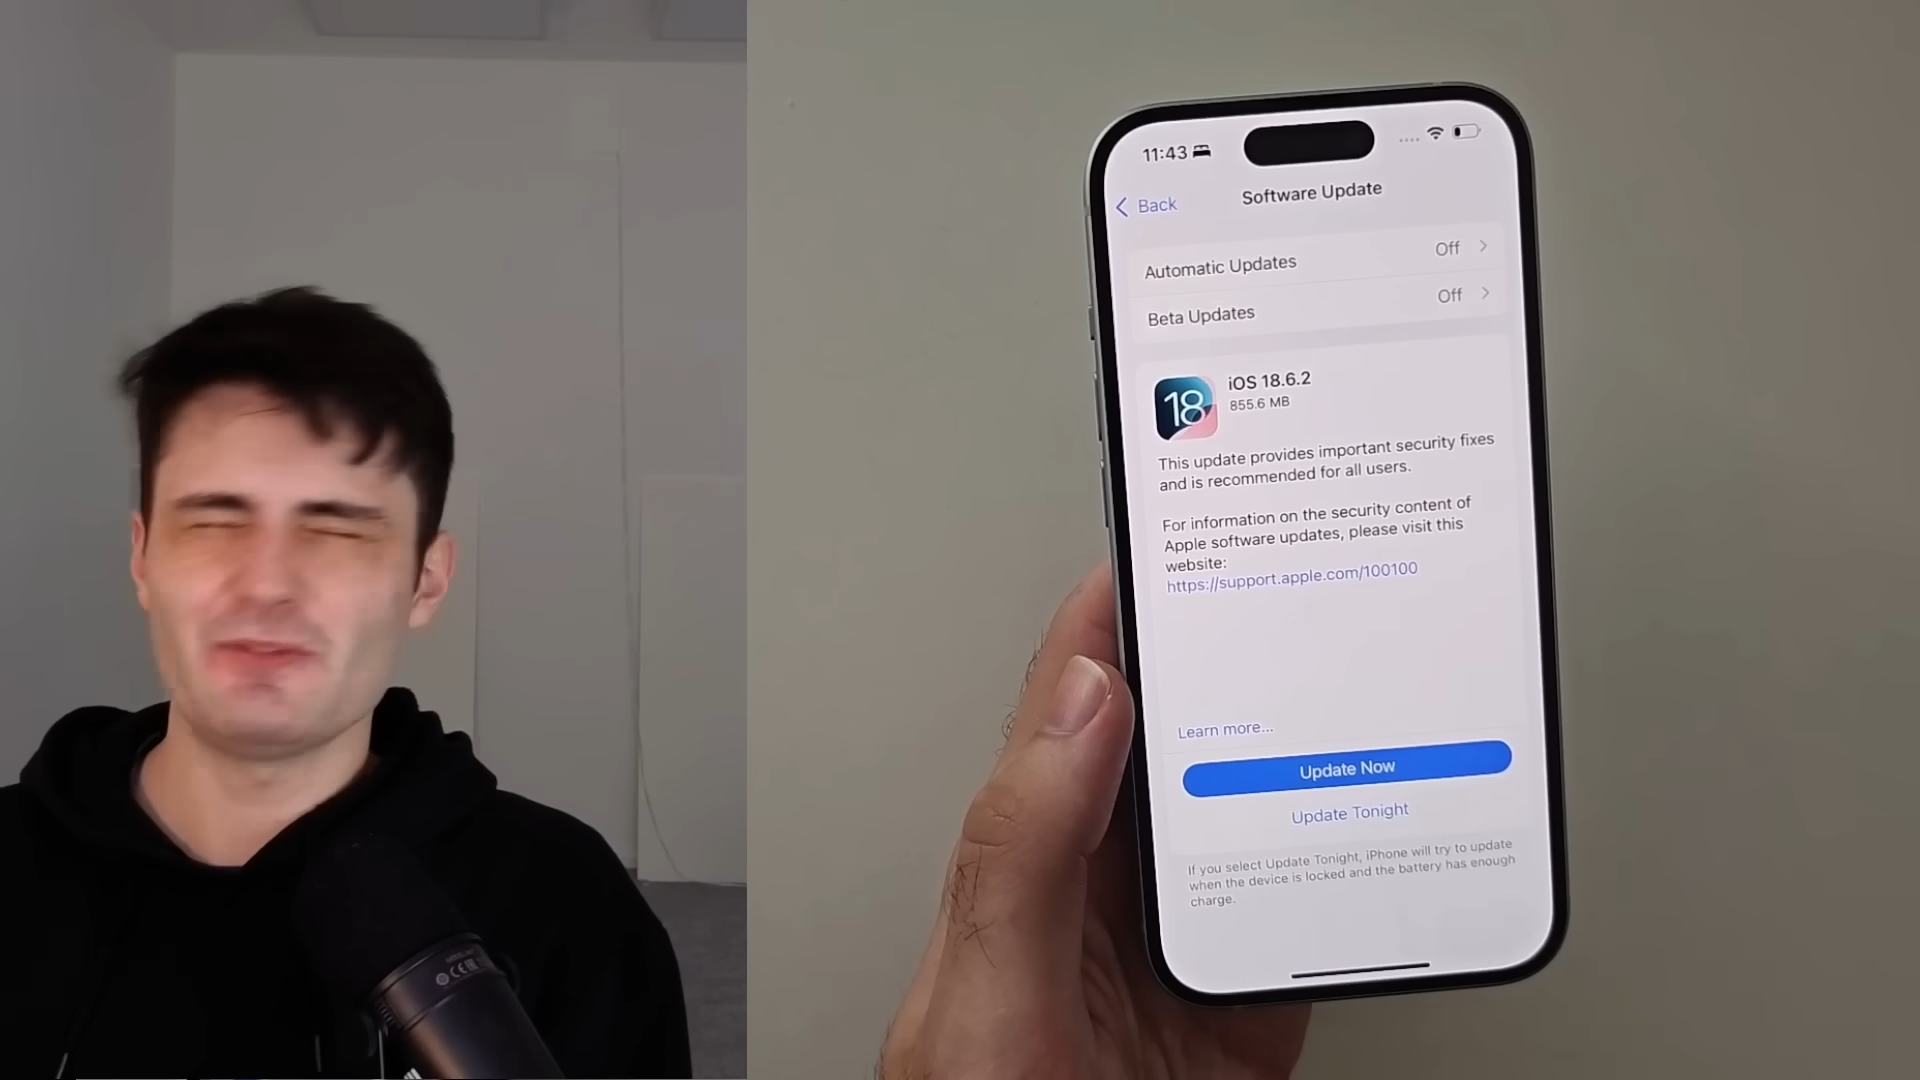 11:43
Back
Software Update
Automatic Updates Off
Beta Updates Off
18
iOS 18.6.2
855.6 MB
This update provides important security fixes
and is recommended for all users.
For information on the security content of
Apple software updates, please visit this
website:
https://support.apple.com/100100
Learn more...
Update Now
Update Tonight
If you select Update Tonight, iPhone will try to update
when the device is locked and the battery has enough
charge.
CE